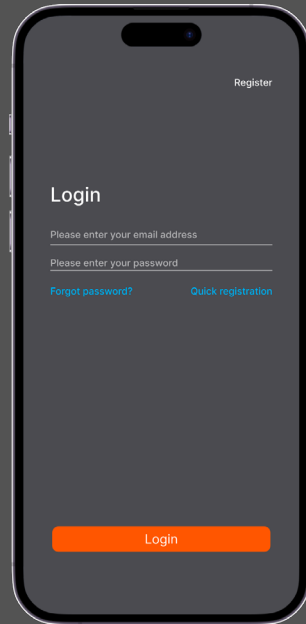 Register
Login
Please enter your email address
Please enter your password
Forgot password? Quick registration
Login